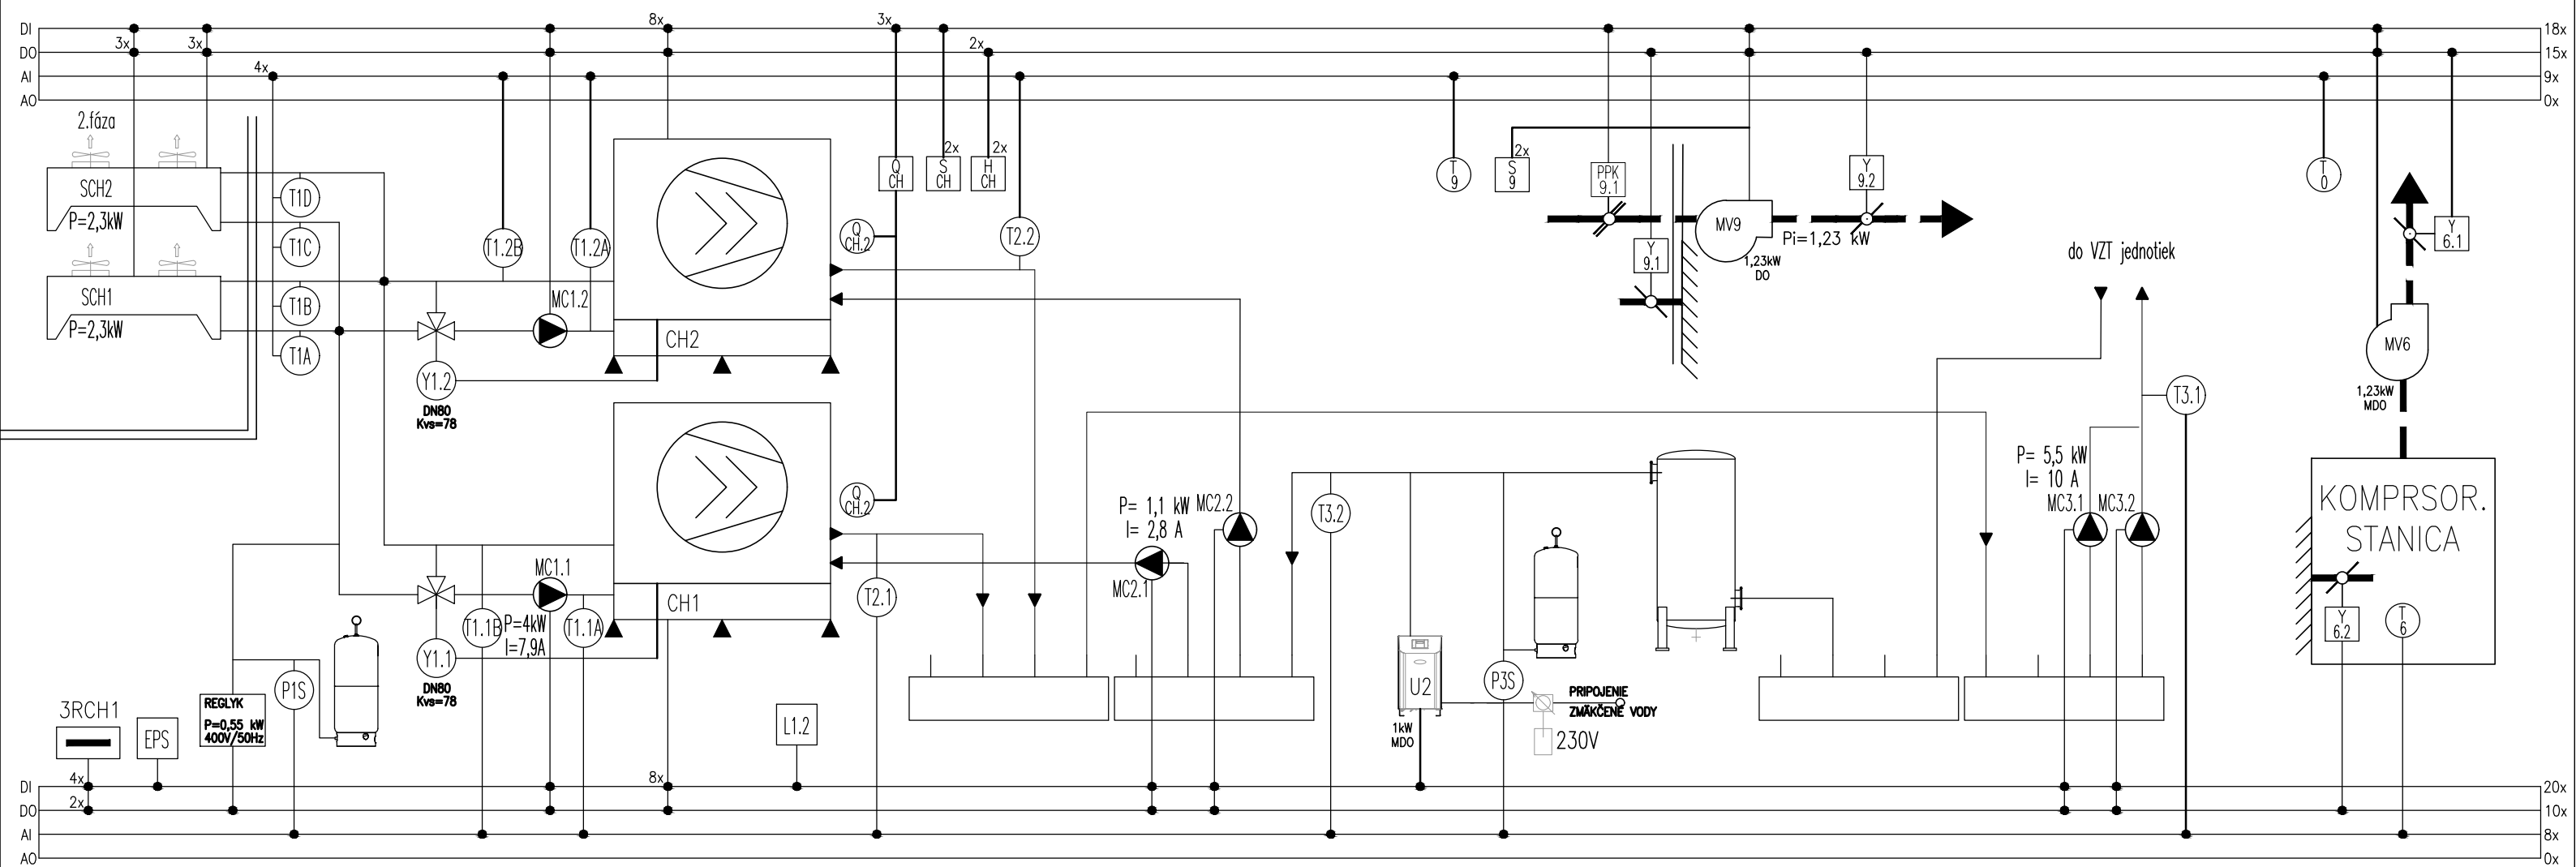 DI 8x 3x 18x
DO 3x 3x 2x 15x
AI 4x 9x
AO 0x
2.fáza
SCH2
P=2,3kW
SCH1
P=2,3kW
T1D
T1C
T1B
T1A
T1.2B
T1.2A
MC1.2
Y1.2
DN80
Kvs=78
CH2
Q
CH
2x
S
CH
2x
H
CH
Q
CH.2
T2.2
T
9
2x
S
9
PPK
9.1
Y
9.1
MV9
Pi=1,23 kW
1,23kW
DO
Y
9.2
do VZT jednotiek
T
0
Y
6.1
MV6
1,23kW
MDO
MC1.1
P=4kW
I=7,9A
T1.1B
T1.1A
Y1.1
DN80
Kvs=78
CH1
Q
CH.2
T2.1
P= 1,1 kW
I= 2,8 A
MC2.2
MC2.1
T3.2
T3.1
P= 5,5 kW
I= 10 A
MC3.1 MC3.2
KOMPRSOR.
STANICA
Y
6.2
T
6
3RCH1
EPS
REGLYK
P=0,55 kW
400V/50Hz
P1S
L1.2
U2
1kW
MDO
P3S
PRIPOJENIE
ZMÄKČENÉ VODY
230V
DI 4x 8x 20x
DO 2x 10x
AI 8x
AO 0x